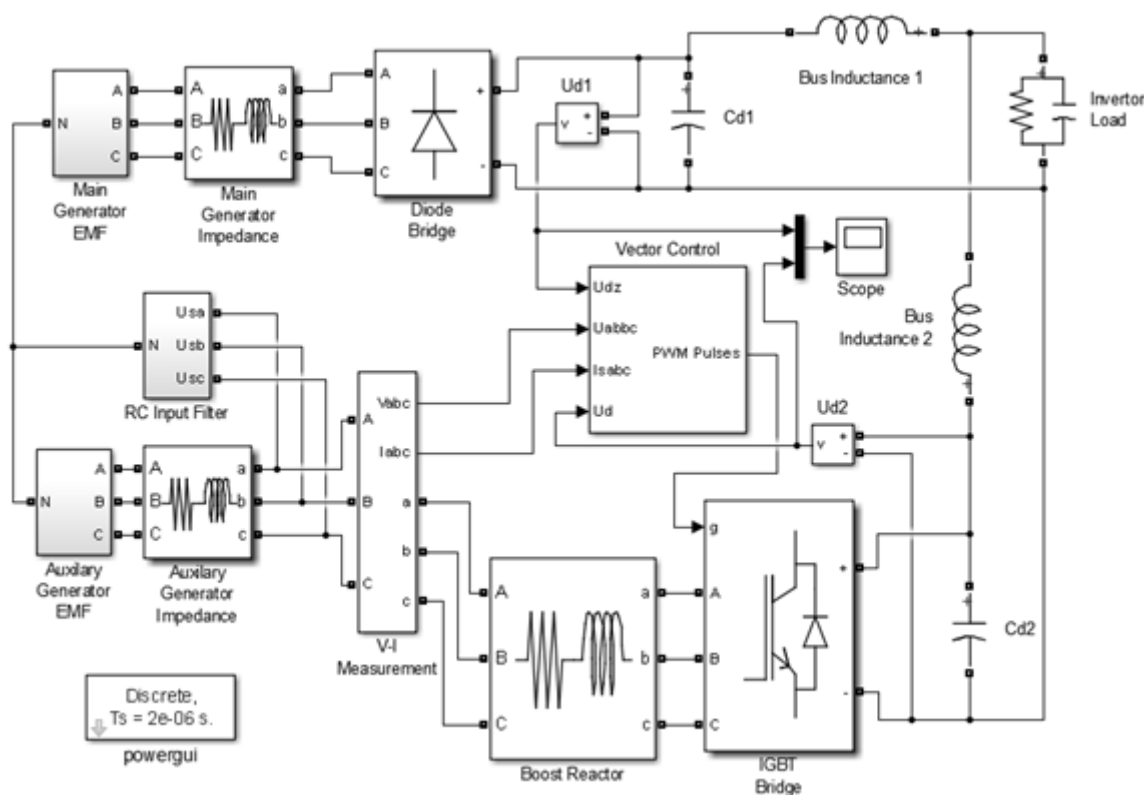 Bus Inductance 1
Invertor
Load
+
+
Ud1
v
+
-
+
Cd1
N
A
B
C
Main
Generator
EMF
A
B
C
a
b
c
Main
Generator
Impedance
A
B
C
+
-
Diode
Bridge
Vector Control
Udz
Uabbc
Isabc
Ud
PWM Pulses
Scope
+
Bus
Inductance 2
+
N
Usa
Usb
Usc
RC Input Filter
Ud2
v
+
-
N
A
B
C
Auxilary
Generator
EMF
A
B
C
a
b
c
Auxilary
Generator
Impedance
A
B
C
Vabc
Iabc
a
b
c
V-I
Measurement
A
B
C
a
b
c
Boost Reactor
g
A
B
C
+
-
IGBT
Bridge
+
Cd2
Discrete,
Ts = 2e-06 s.
powergui